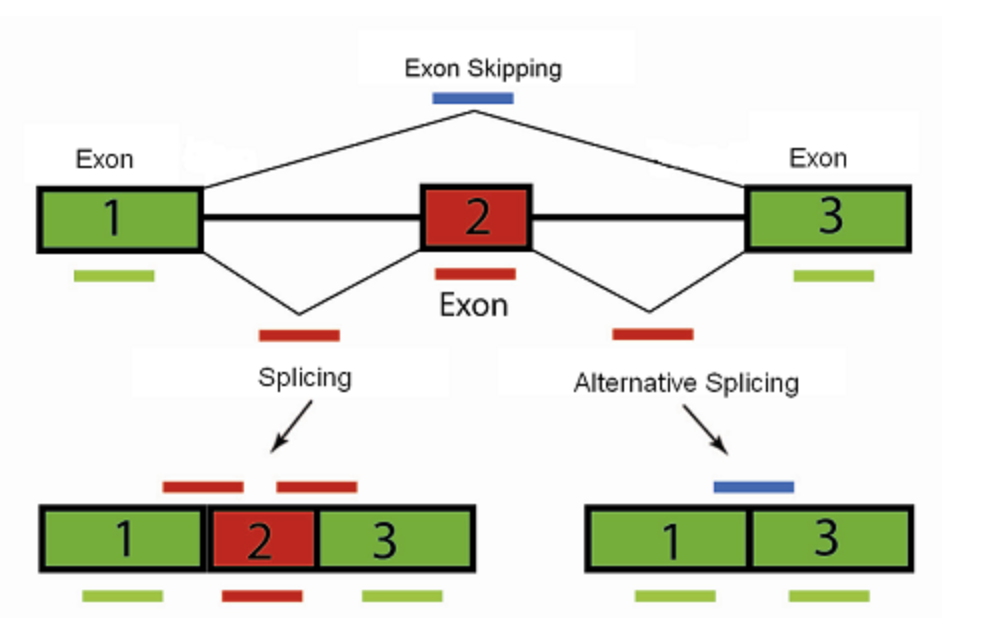 Exon Skipping
Exon
Exon
1
2
3
Exon
Splicing
Alternative Splicing
1
2
3
1
3